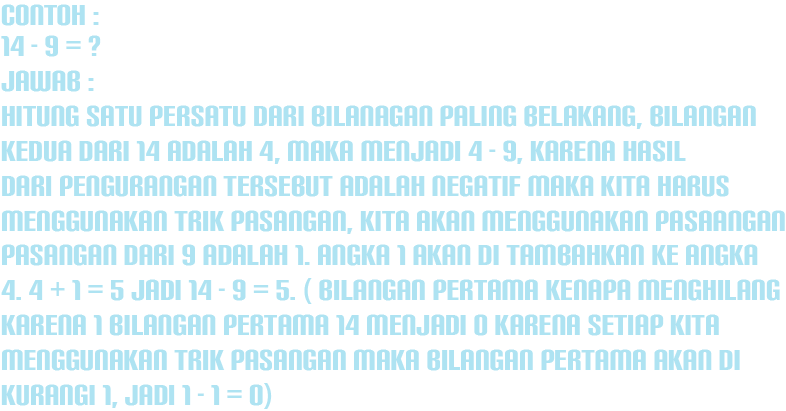 CONTOH :
14 - 9 = ?
JAWAB :
HITUNG SATU PERSATU DARI BILANAGAN PALING BELAKANG, BILANGAN
KEDUA DARI 14 ADALAH 4, MAKA MENJADI 4 - 9, KARENA HASIL
DARI PENGURANGAN TERSEBUT ADALAH NEGATIF MAKA KITA HARUS
MENGGUNAKAN TRIK PASANGAN, KITA AKAN MENGGUNAKAN PASAANGAN
PASANGAN DARI 9 ADALAH 1. ANGKA 1 AKAN DI TAMBAHKAN KE ANGKA
4. 4 + 1 = 5 JADI 14 - 9 = 5. ( BILANGAN PERTAMA KENAPA MENGHILANG
KARENA 1 BILANGAN PERTAMA 14 MENJADI 0 KARENA SETIAP KITA
MENGGUNAKAN TRIK PASANGAN MAKA BILANGAN PERTAMA AKAN DI
KURANGI 1, JADI 1 - 1 = 0)